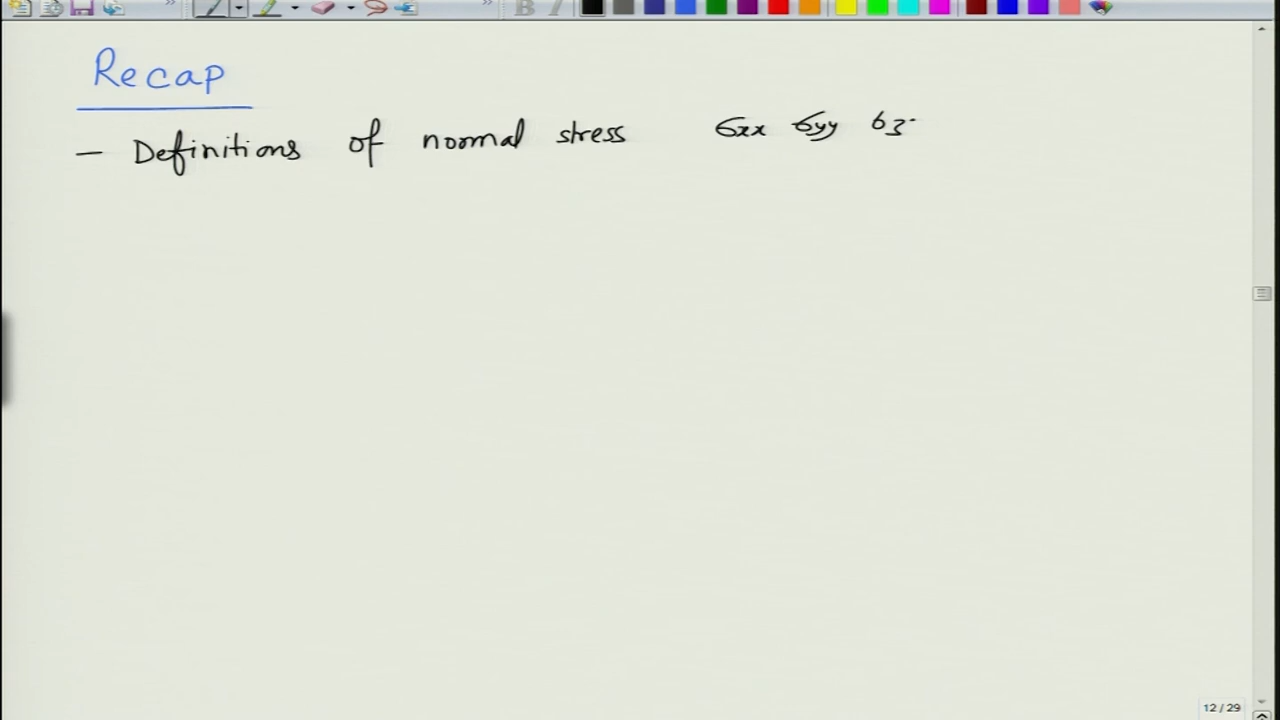 Recap
— Definitions of normal stress σxx σyy σz
12 / 29